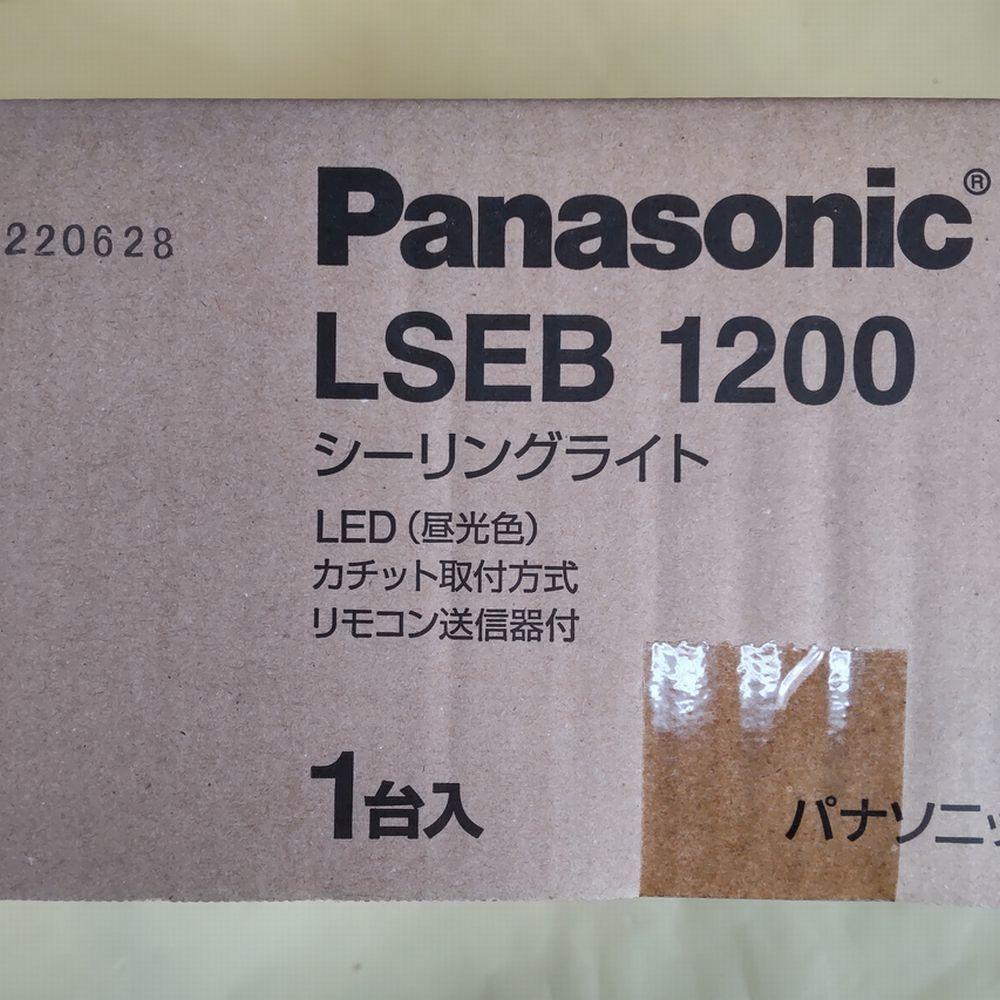 220628
Panasonic®
LSEB 1200
シーリングライト
LED（昼光色）
カチット取付方式
リモコン送信器付
1台入
パナソニッ